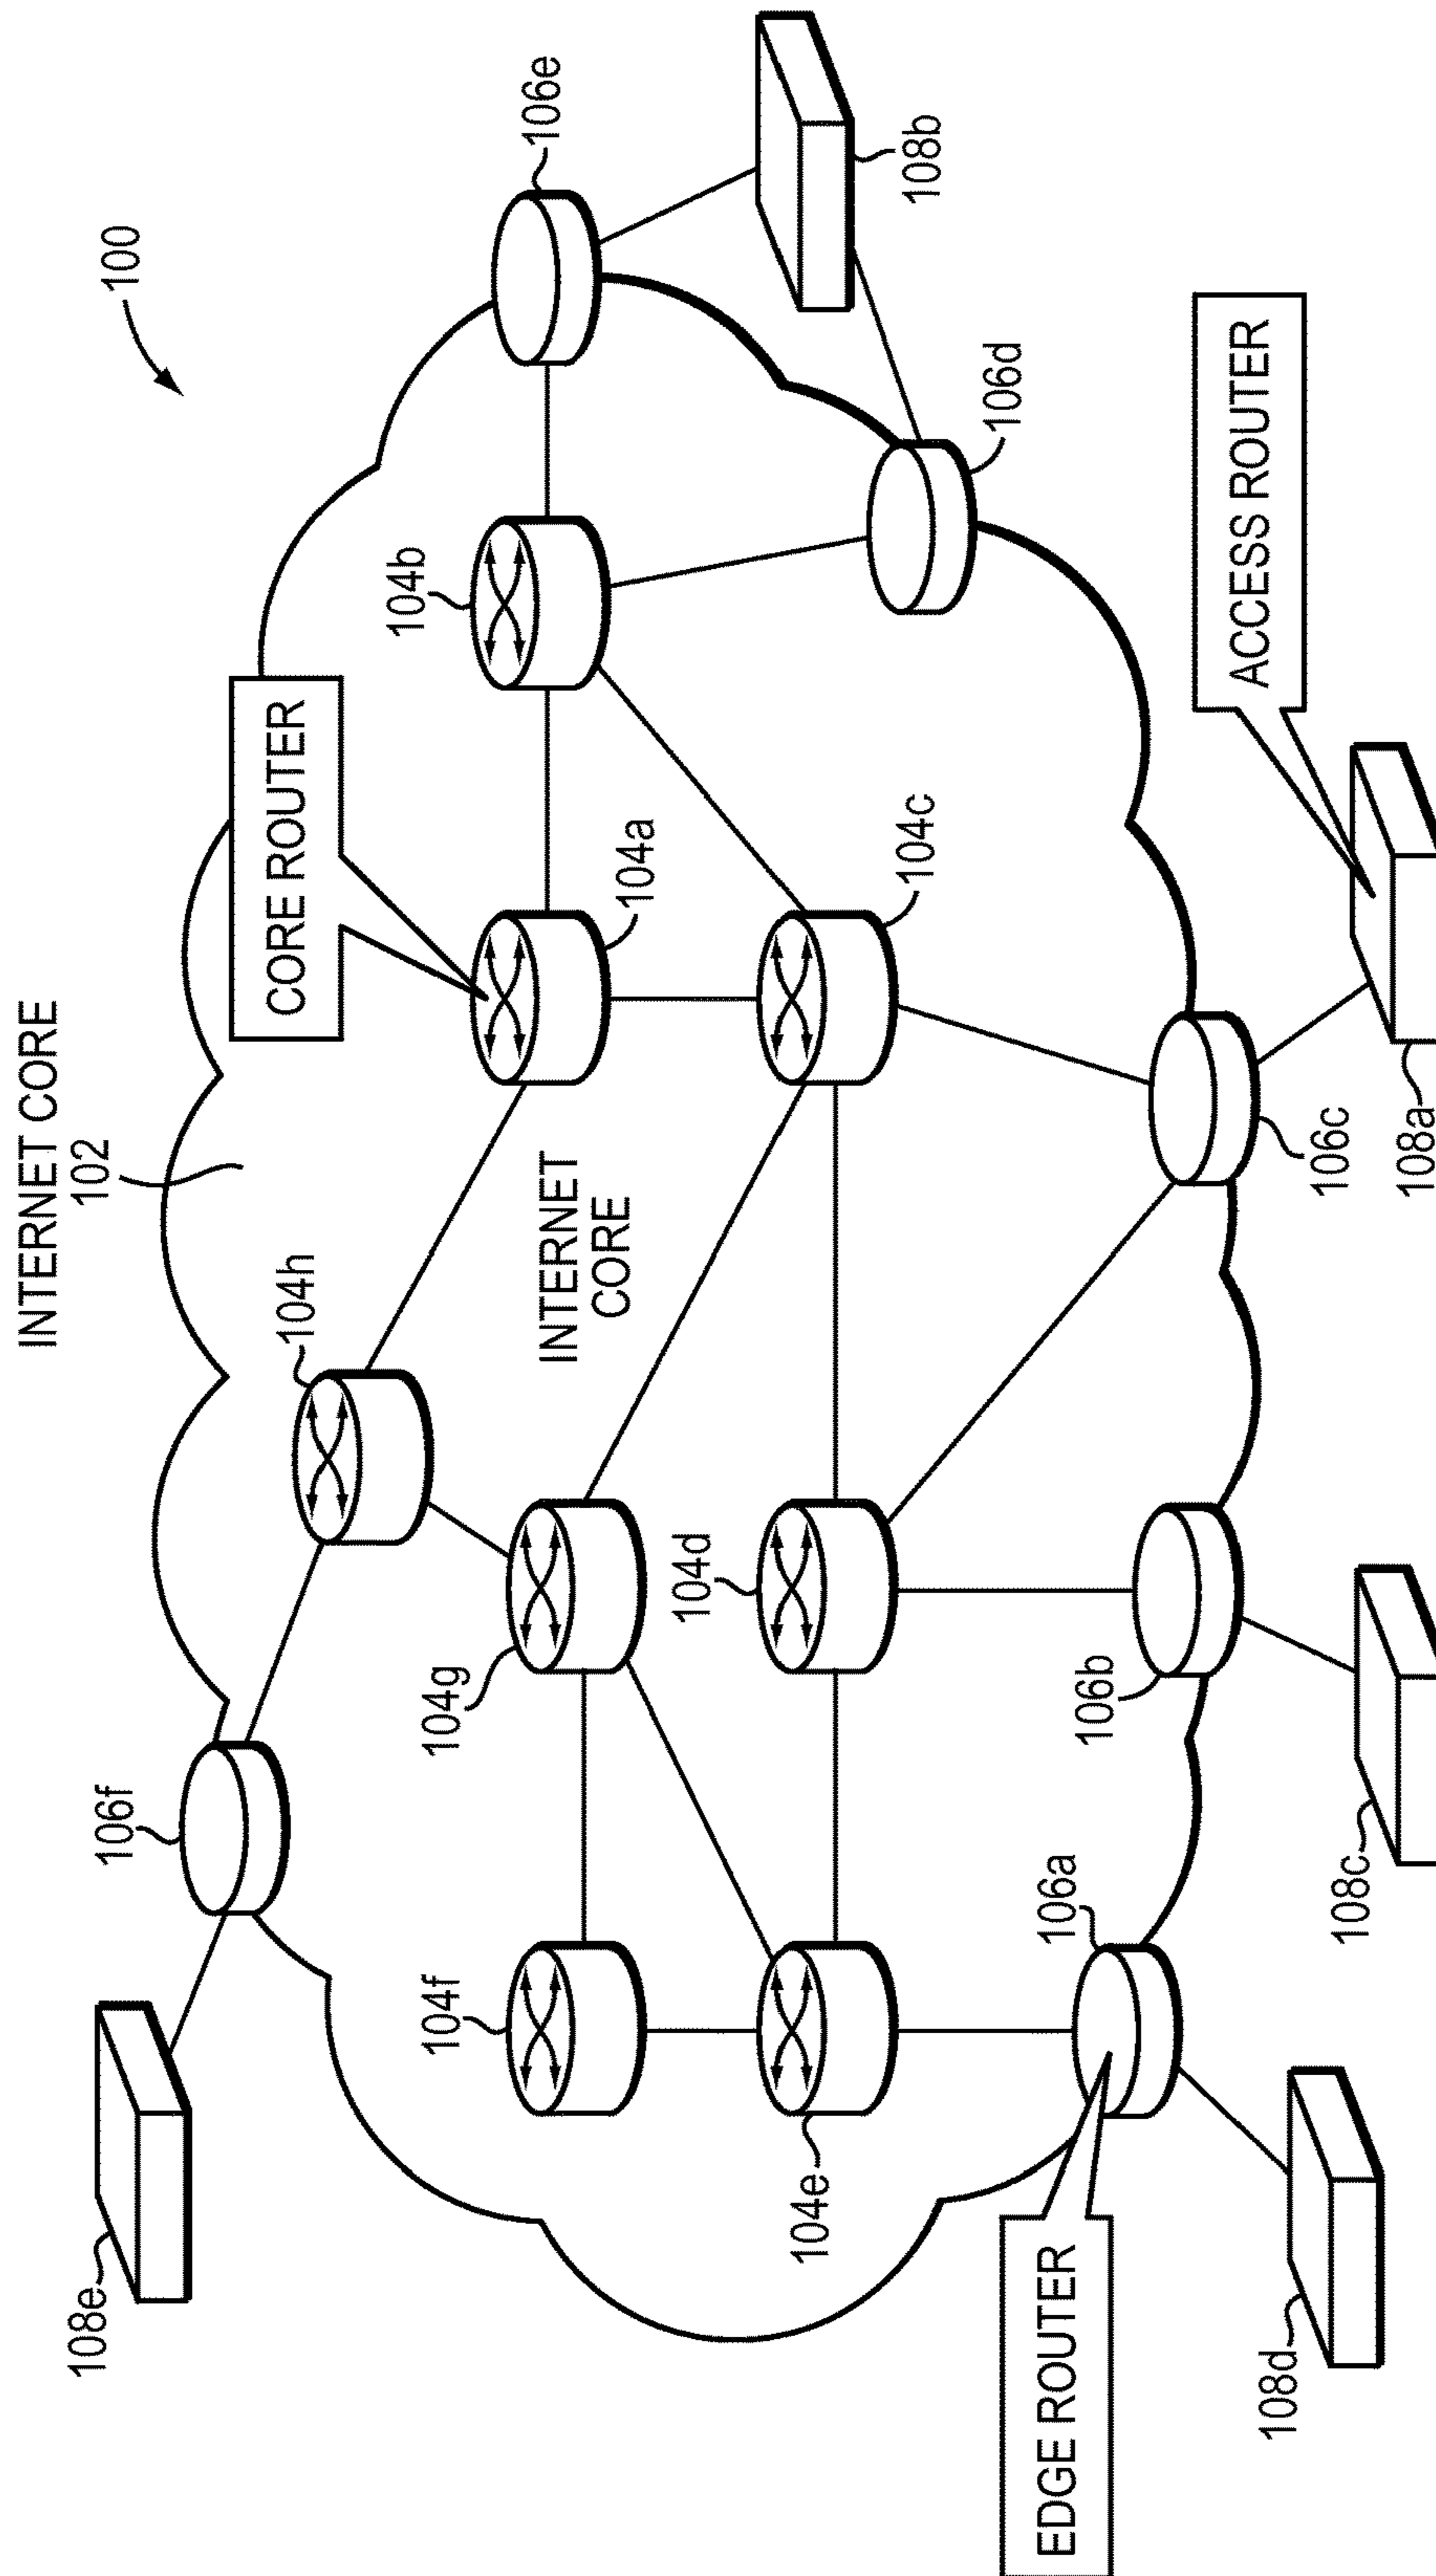 INTERNET CORE
102
100
108e
106f
104h
CORE ROUTER
104b
106e
104f
104g
INTERNET
CORE
104a
108b
104e
104d
104c
106d
106a
106b
EDGE ROUTER
106c
ACCESS ROUTER
108d
108c
108a